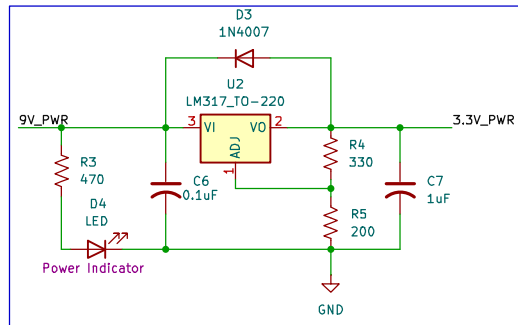 D3
1N4007
U2
LM317_TO-220
9V_PWR
3
VI
VO
2
3.3V_PWR
ADJ
1
R3
470
R4
330
C6
0.1uF
C7
1uF
D4
LED
R5
200
Power Indicator
GND